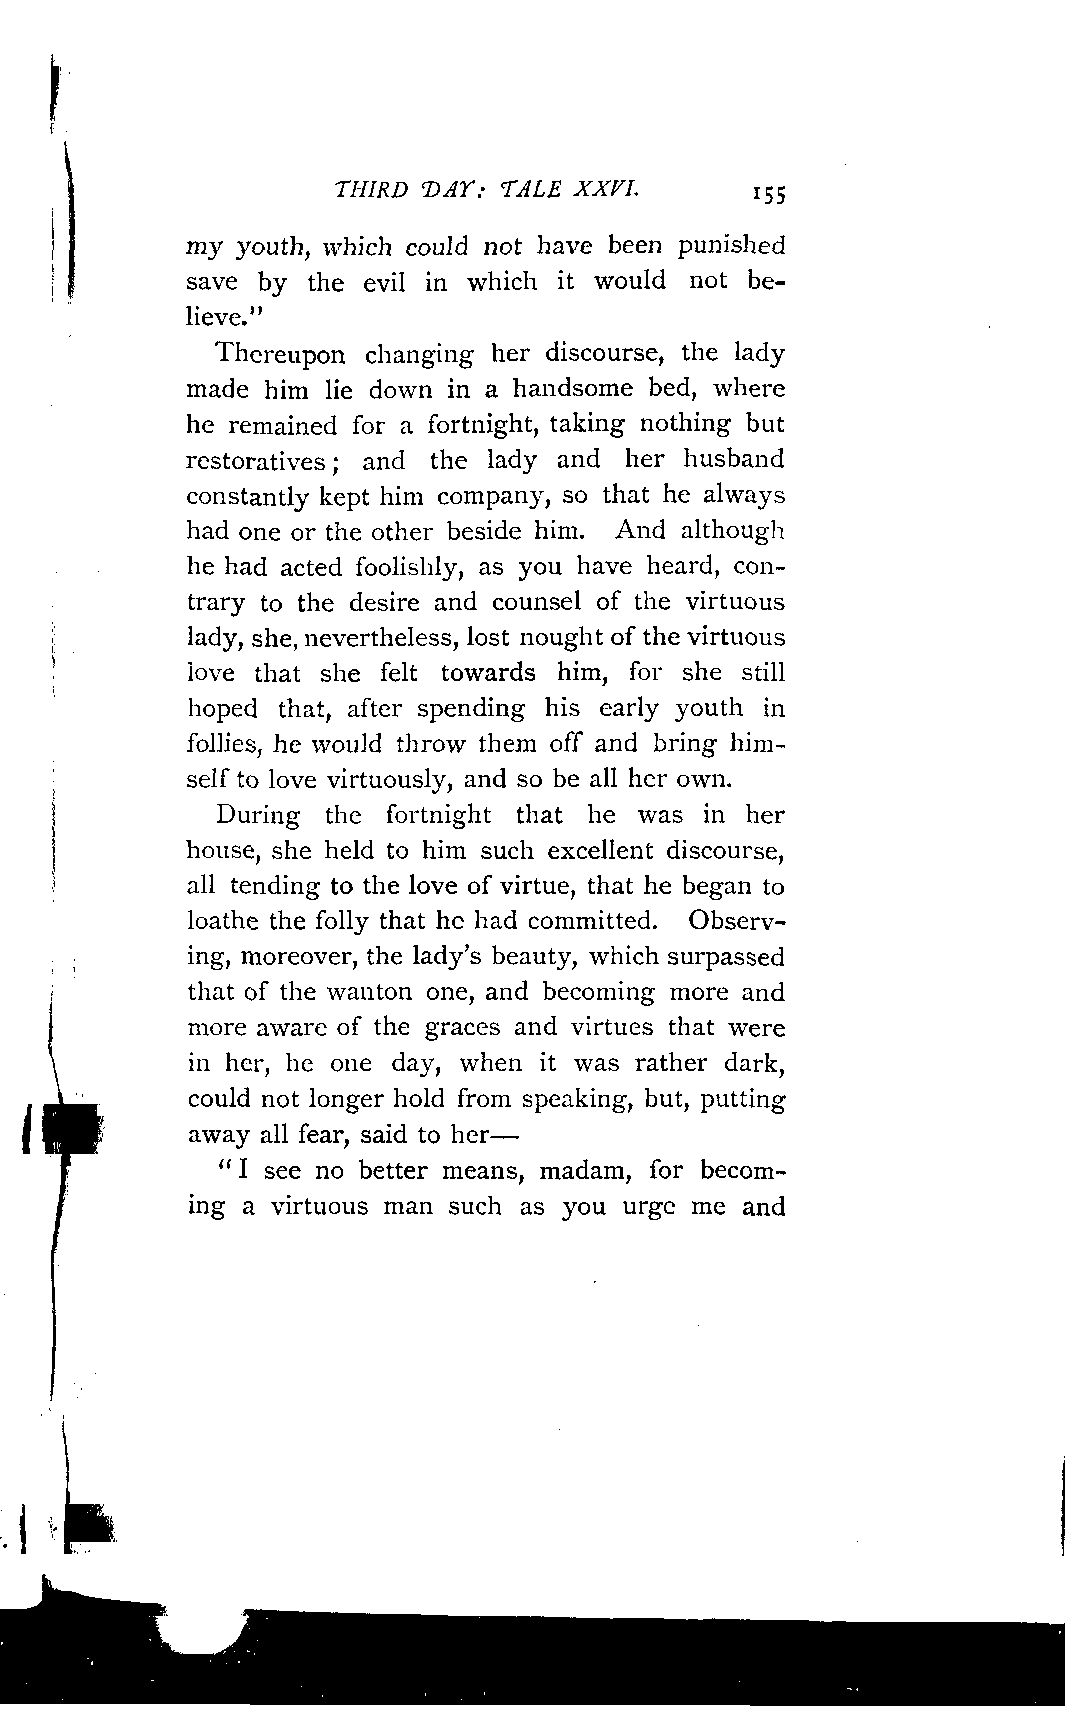 THIRD DAY: TALE XXVI. 155
my youth, which could not have been punished
save by the evil in which it would not be-
lieve."
Thereupon changing her discourse, the lady
made him lie down in a handsome bed, where
he remained for a fortnight, taking nothing but
restoratives; and the lady and her husband
constantly kept him company, so that he always
had one or the other beside him. And although
he had acted foolishly, as you have heard, con-
trary to the desire and counsel of the virtuous
lady, she, nevertheless, lost nought of the virtuous
love that she felt towards him, for she still
hoped that, after spending his early youth in
follies, he would throw them off and bring him-
self to love virtuously, and so be all her own.
During the fortnight that he was in her
house, she held to him such excellent discourse,
all tending to the love of virtue, that he began to
loathe the folly that he had committed. Observ-
ing, moreover, the lady's beauty, which surpassed
that of the wanton one, and becoming more and
more aware of the graces and virtues that were
in her, he one day, when it was rather dark,
could not longer hold from speaking, but, putting
away all fear, said to her—
"I see no better means, madam, for becom-
ing a virtuous man such as you urge me and